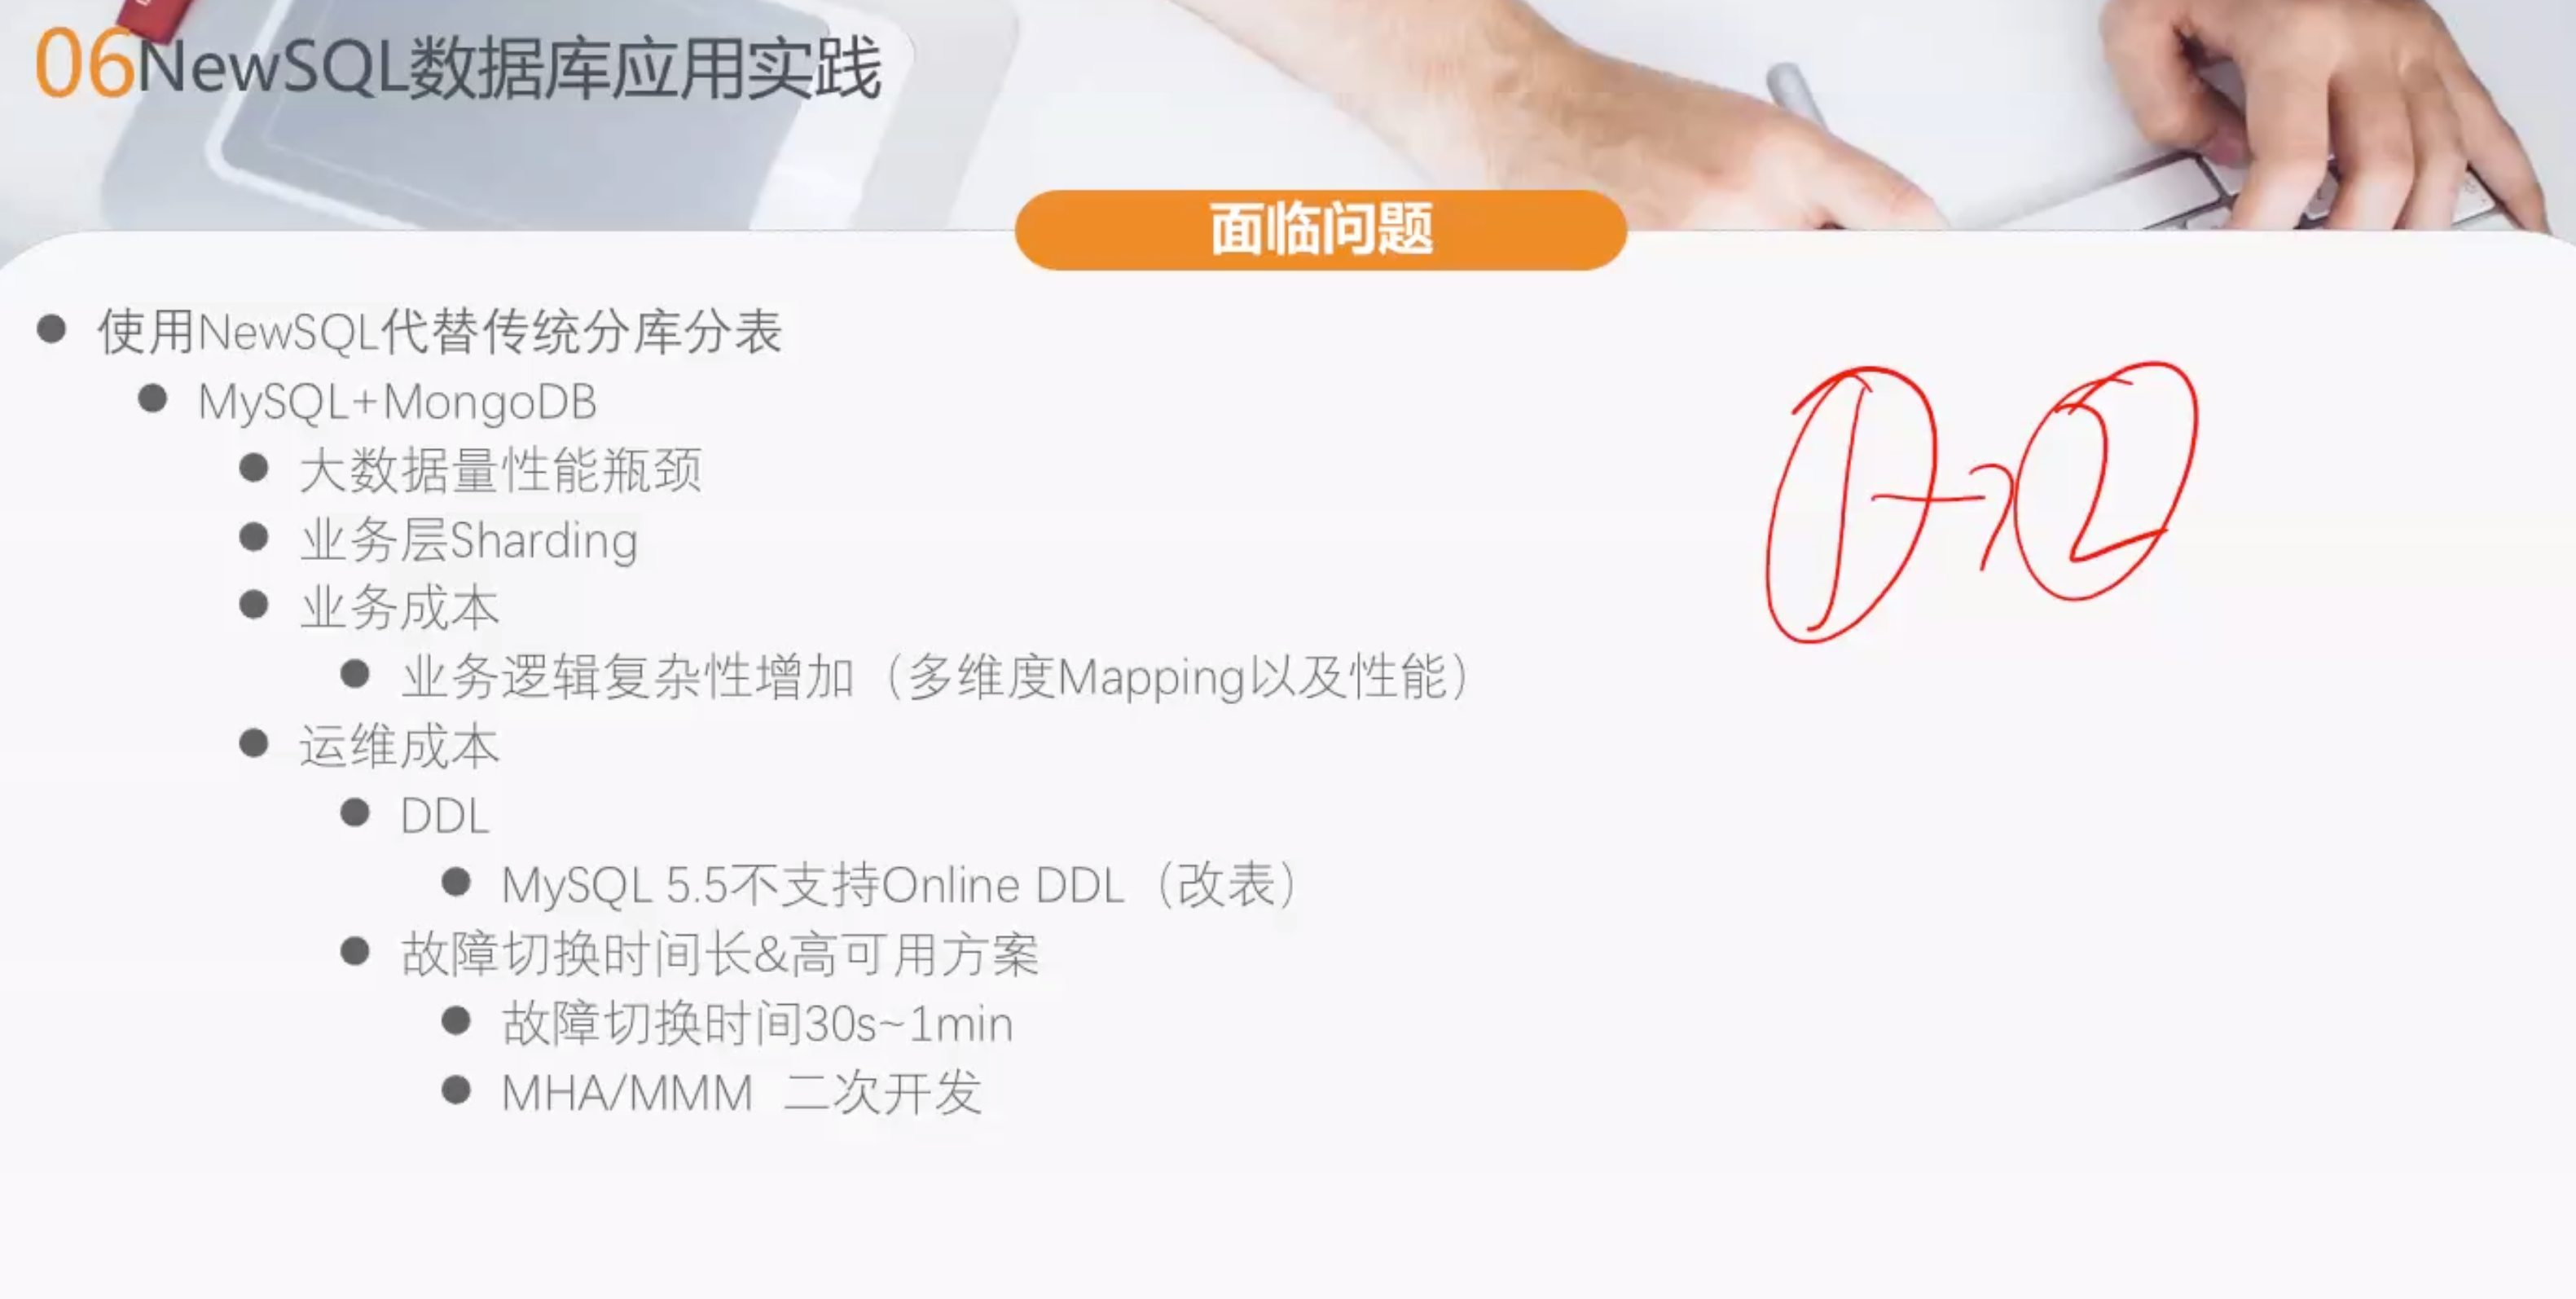 06NewSQL数据库应用实践
面临问题
使用NewSQL代替传统分库分表
MySQL+MongoDB
大数据量性能瓶颈
业务层Sharding
业务成本
业务逻辑复杂性增加（多维度Mapping以及性能）
运维成本
DDL
MySQL 5.5不支持Online DDL（改表）
故障切换时间长&高可用方案
故障切换时间30s~1min
MHA/MMM 二次开发
1→2